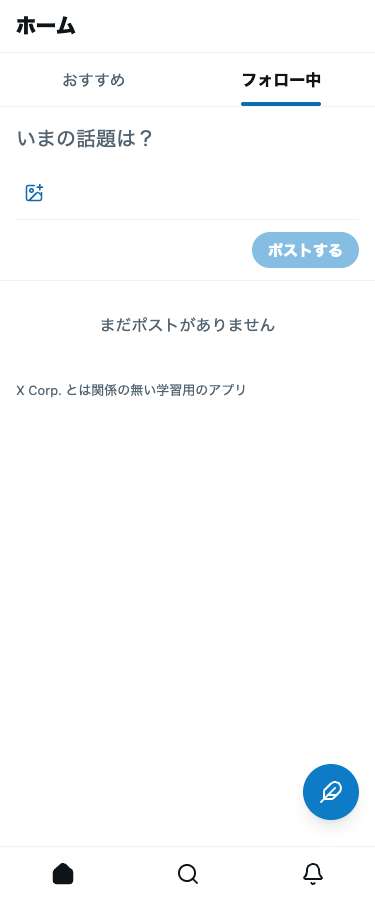 ホーム
おすすめ
フォロー中
いまの話題は？
ポストする
まだポストがありません
X Corp. とは関係の無い学習用のアプリ